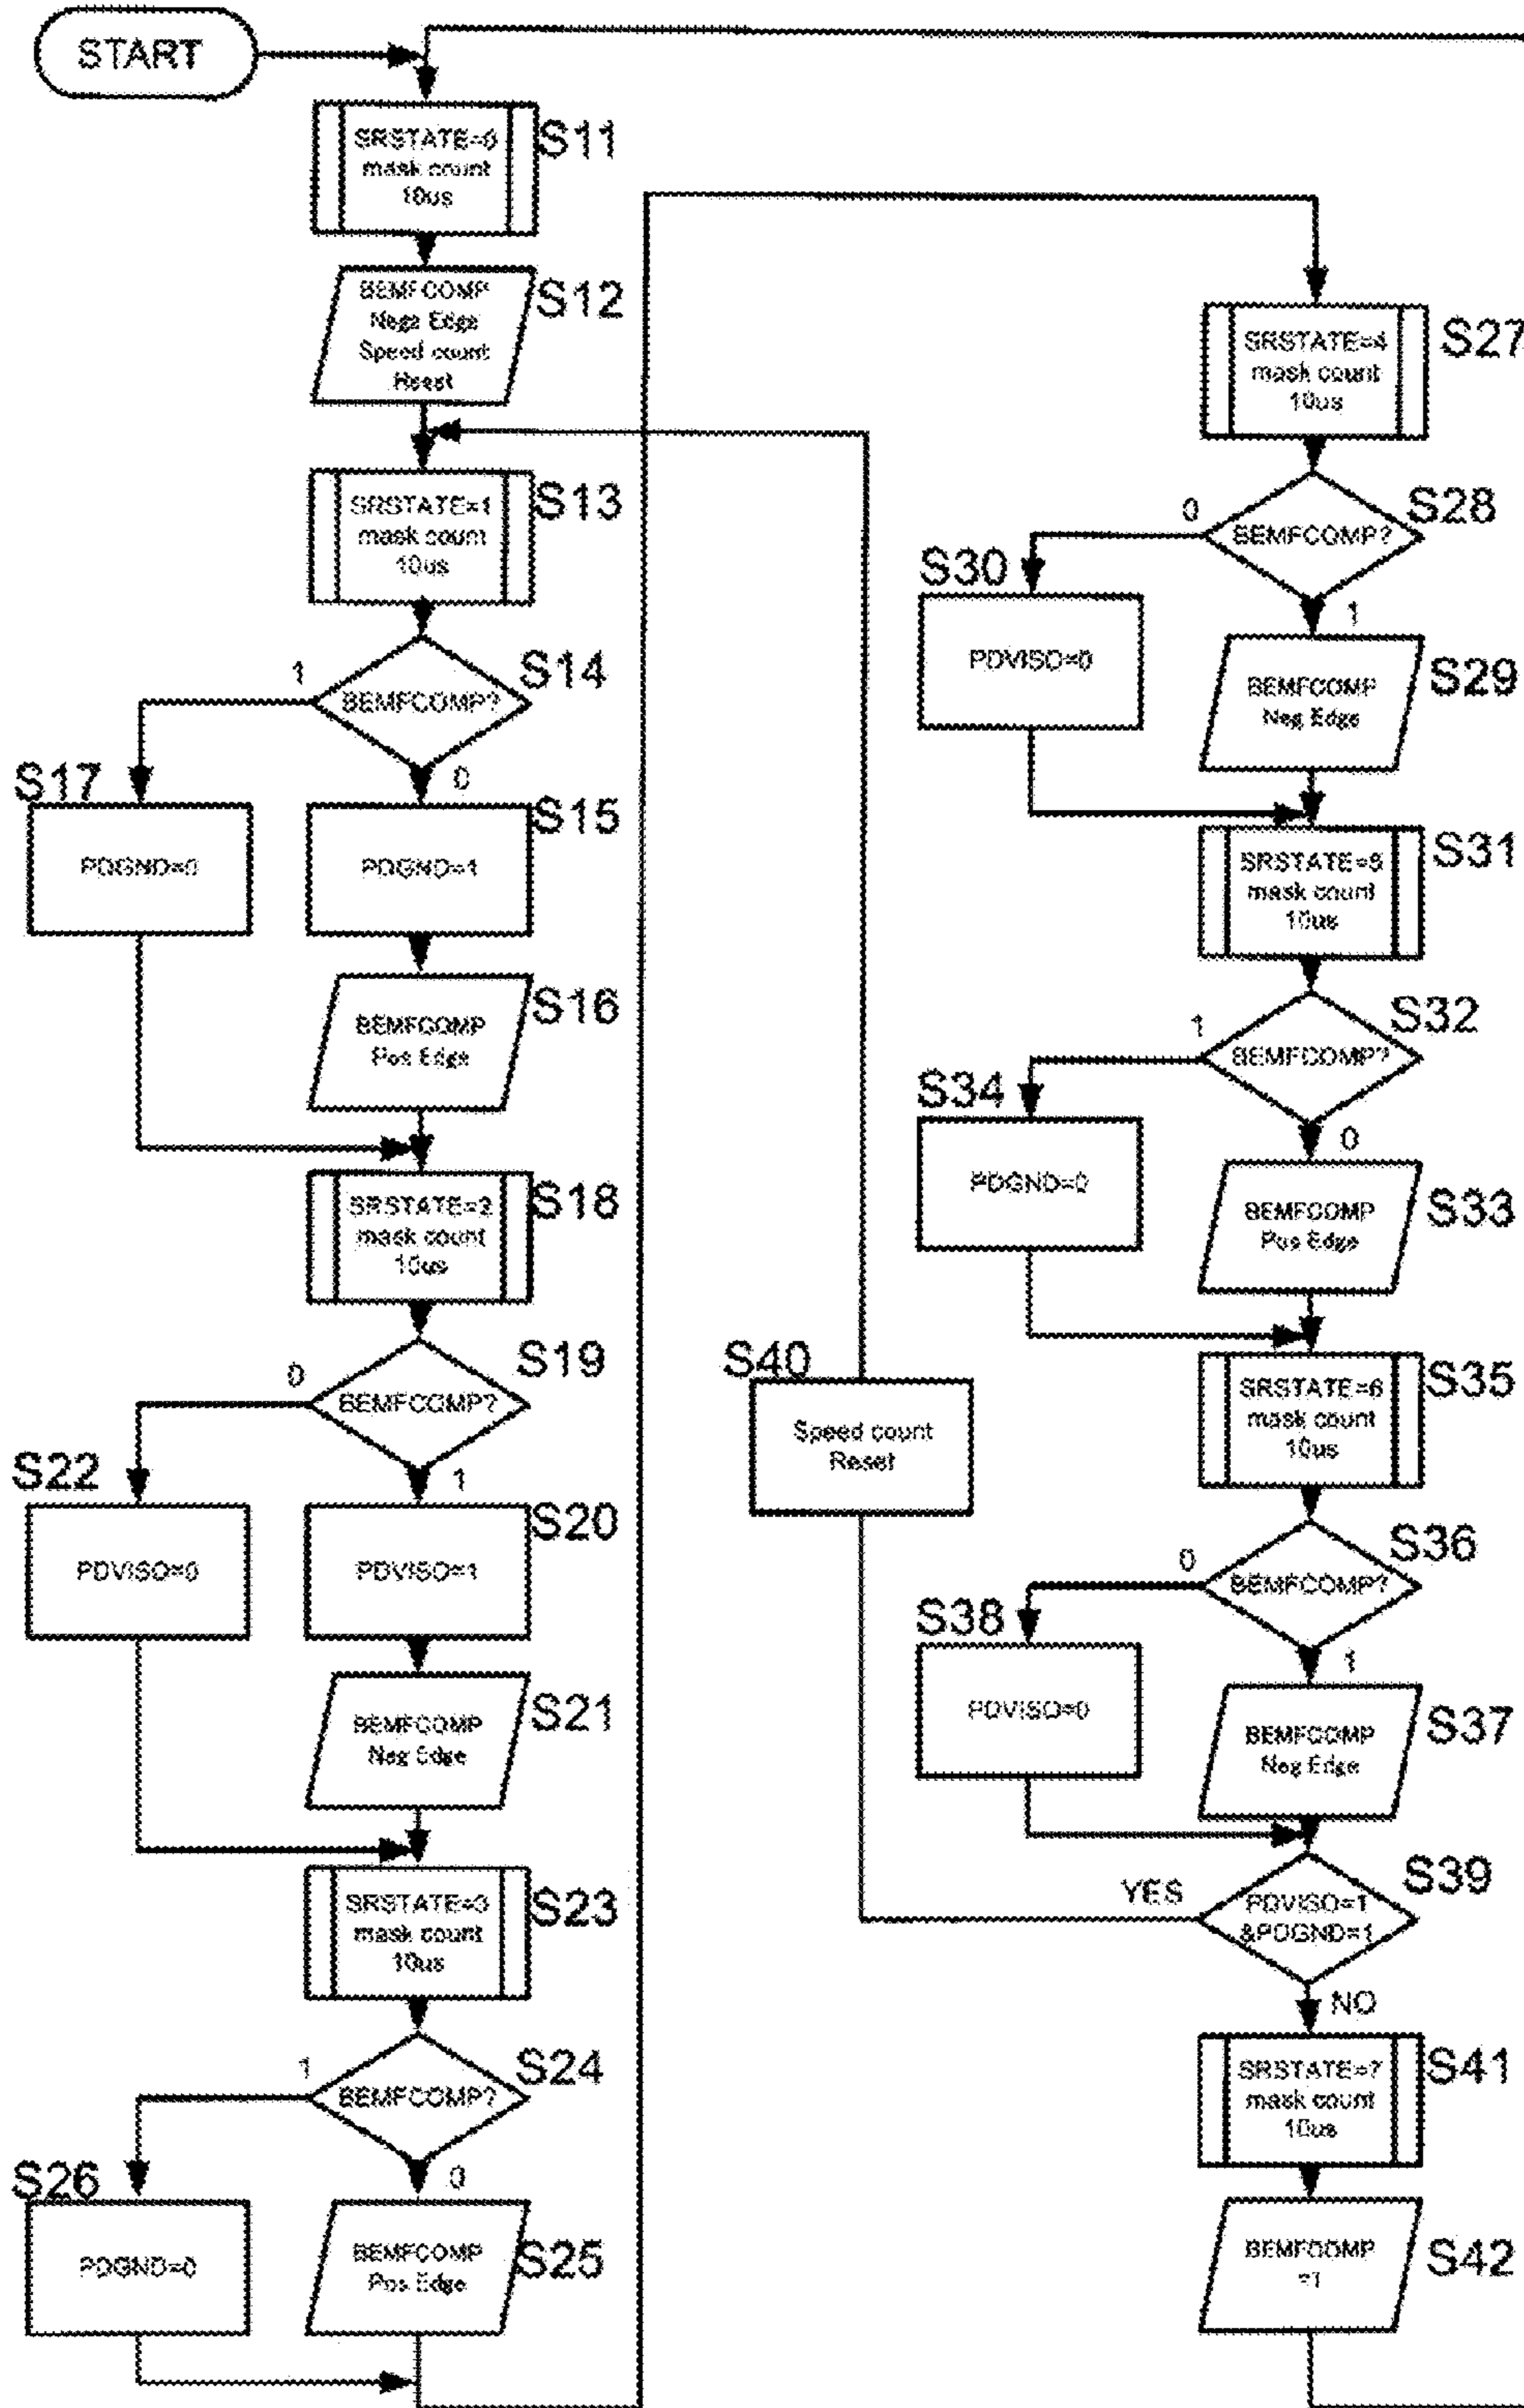 START
SRSTATE=0
mask count
10us
S11
BEMFCOMP
Nega Edge
Speed count
Reset
S12
SRSTATE=1
mask count
10us
S13
BEMFCOMP?
S14
1
0
S17
PDGND=0
PDGND=1
S15
BEMFCOMP
Pos Edge
S16
SRSTATE=2
mask count
10us
S18
BEMFCOMP?
S19
0
1
S22
PDVISO=0
PDVISO=1
S20
BEMFCOMP
Neg Edge
S21
SRSTATE=3
mask count
10us
S23
BEMFCOMP?
S24
1
0
S26
PDGND=0
BEMFCOMP
Pos Edge
S25
SRSTATE=4
mask count
10us
S27
BEMFCOMP?
S28
0
1
S30
PDVISO=0
BEMFCOMP
Neg Edge
S29
SRSTATE=5
mask count
10us
S31
BEMFCOMP?
S32
1
0
S34
PDGND=0
BEMFCOMP
Pos Edge
S33
SRSTATE=6
mask count
10us
S35
BEMFCOMP?
S36
0
1
S38
PDVISO=0
BEMFCOMP
Neg Edge
S37
PDVISO=1
&PDGND=1
S39
YES
NO
S40
Speed count
Reset
SRSTATE=7
mask count
10us
S41
BEMFCOMP
=1
S42